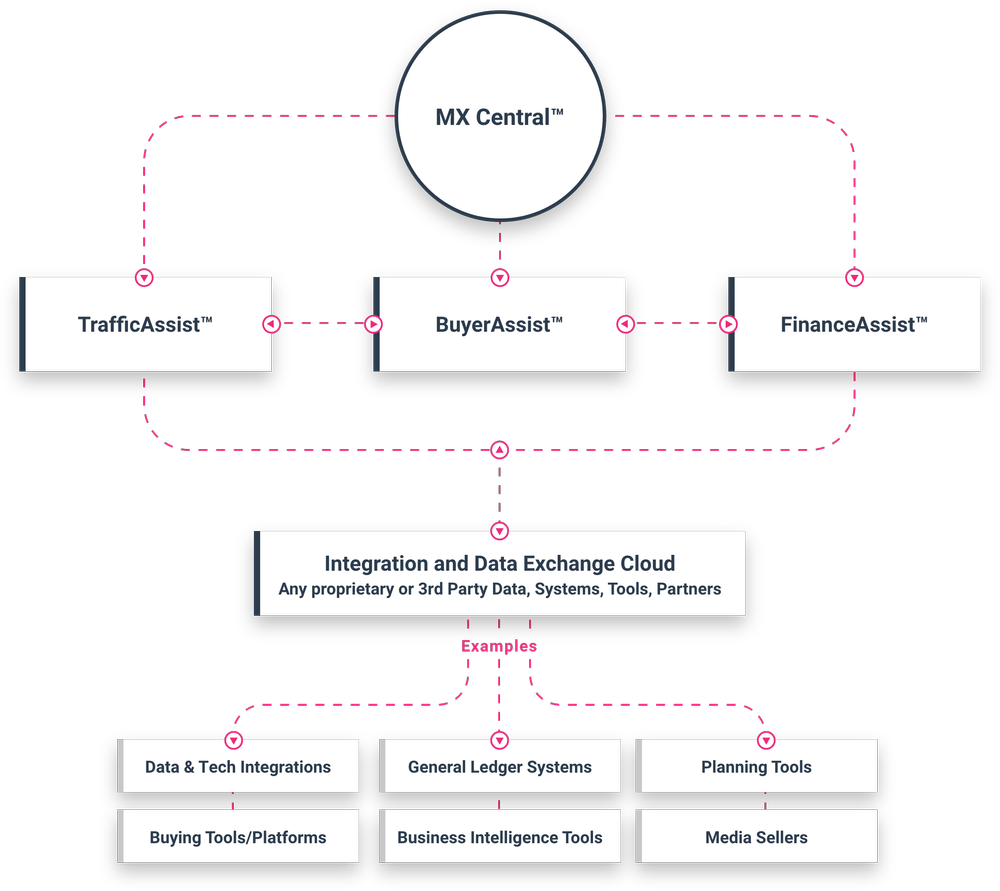 MX Central™
TrafficAssist™
BuyerAssist™
FinanceAssist™
Integration and Data Exchange Cloud
Any proprietary or 3rd Party Data, Systems, Tools, Partners
Examples
Data & Tech Integrations
General Ledger Systems
Planning Tools
Buying Tools/Platforms
Business Intelligence Tools
Media Sellers